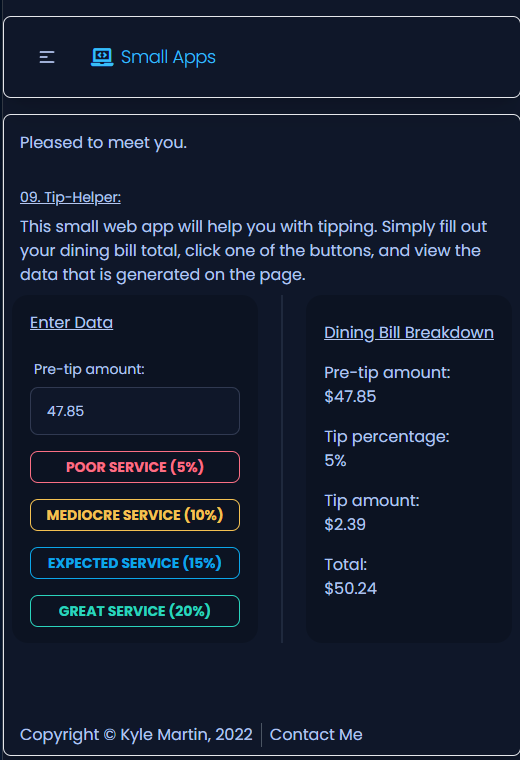 Small Apps
Pleased to meet you.
09. Tip-Helper:
This small web app will help you with tipping. Simply fill out
your dining bill total, click one of the buttons, and view the
data that is generated on the page.
Enter Data
Pre-tip amount:
47.85
POOR SERVICE (5%)
MEDIOCRE SERVICE (10%)
EXPECTED SERVICE (15%)
GREAT SERVICE (20%)
Dining Bill Breakdown
Pre-tip amount:
$47.85
Tip percentage:
5%
Tip amount:
$2.39
Total:
$50.24
Copyright © Kyle Martin, 2022
Contact Me